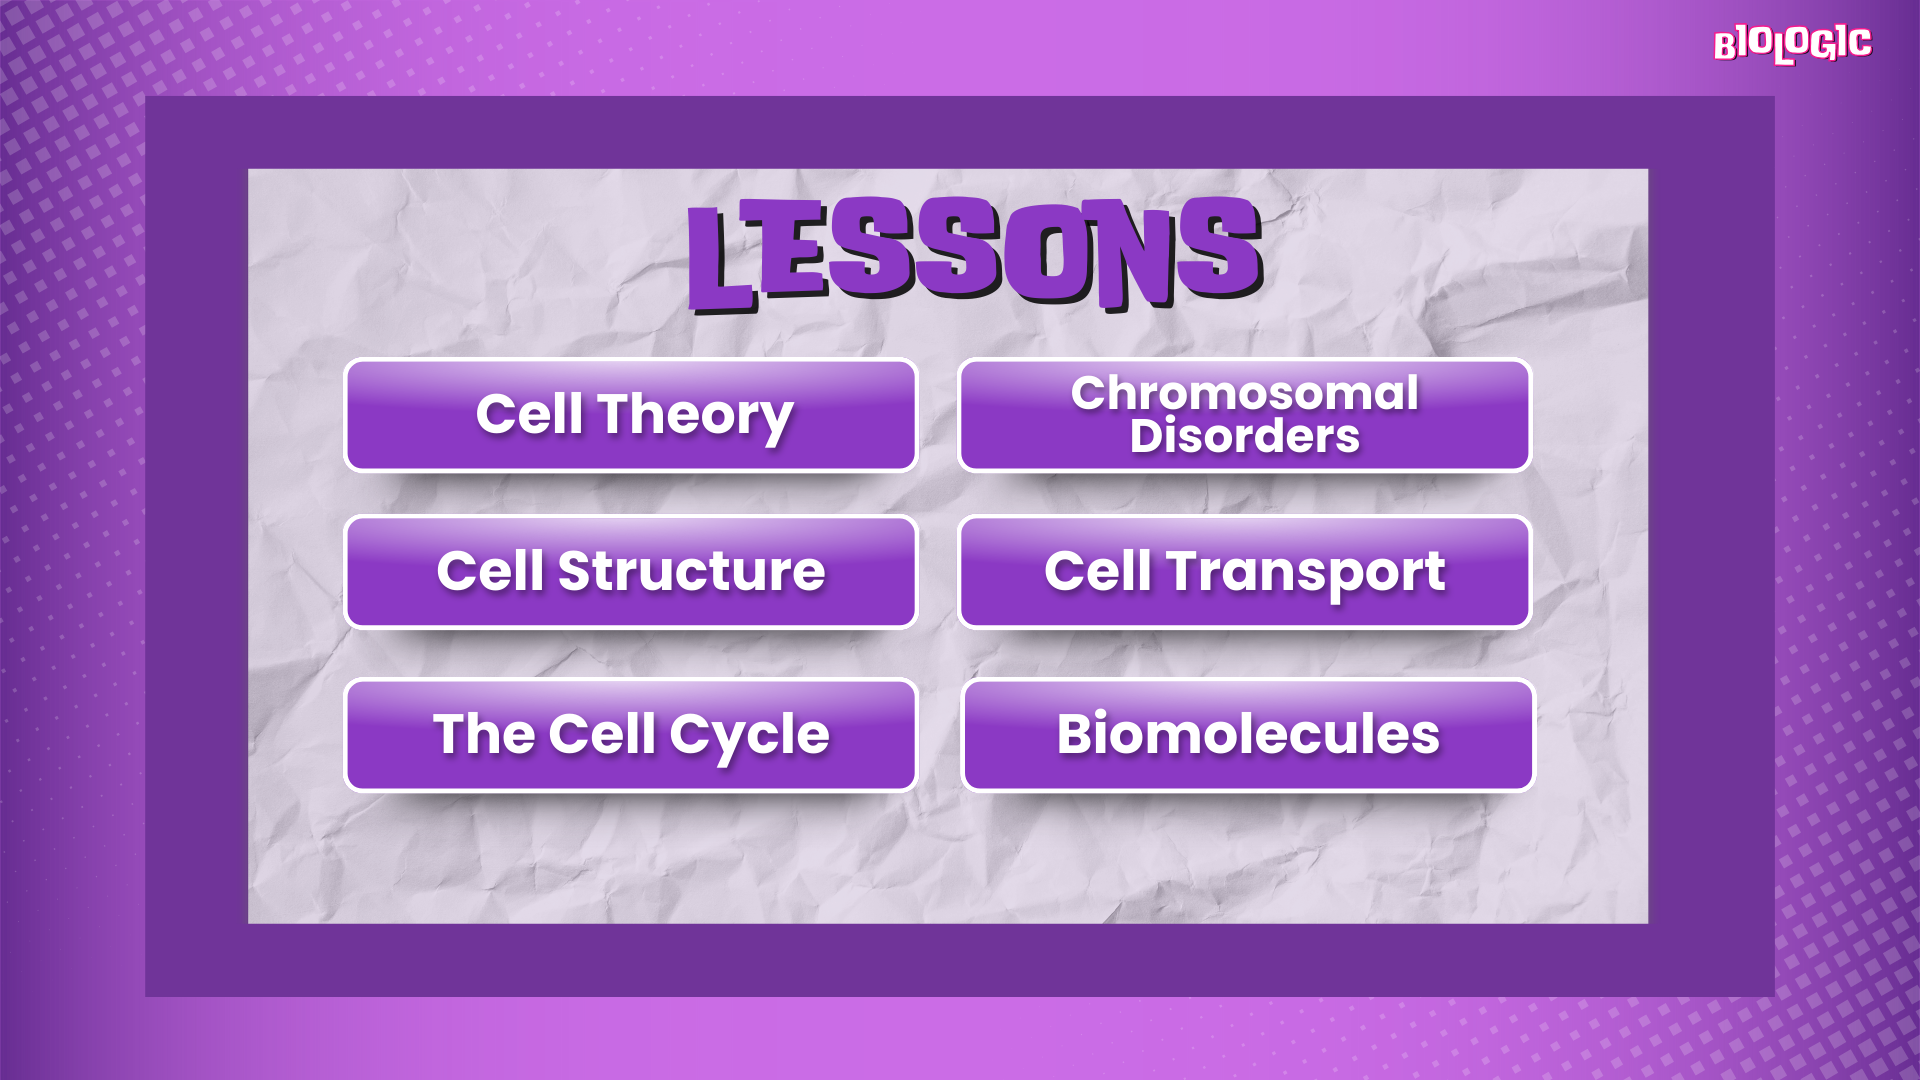 BIOLOGIC
LESSONS
Cell Theory
Chromosomal
Disorders
Cell Structure
Cell Transport
The Cell Cycle
Biomolecules